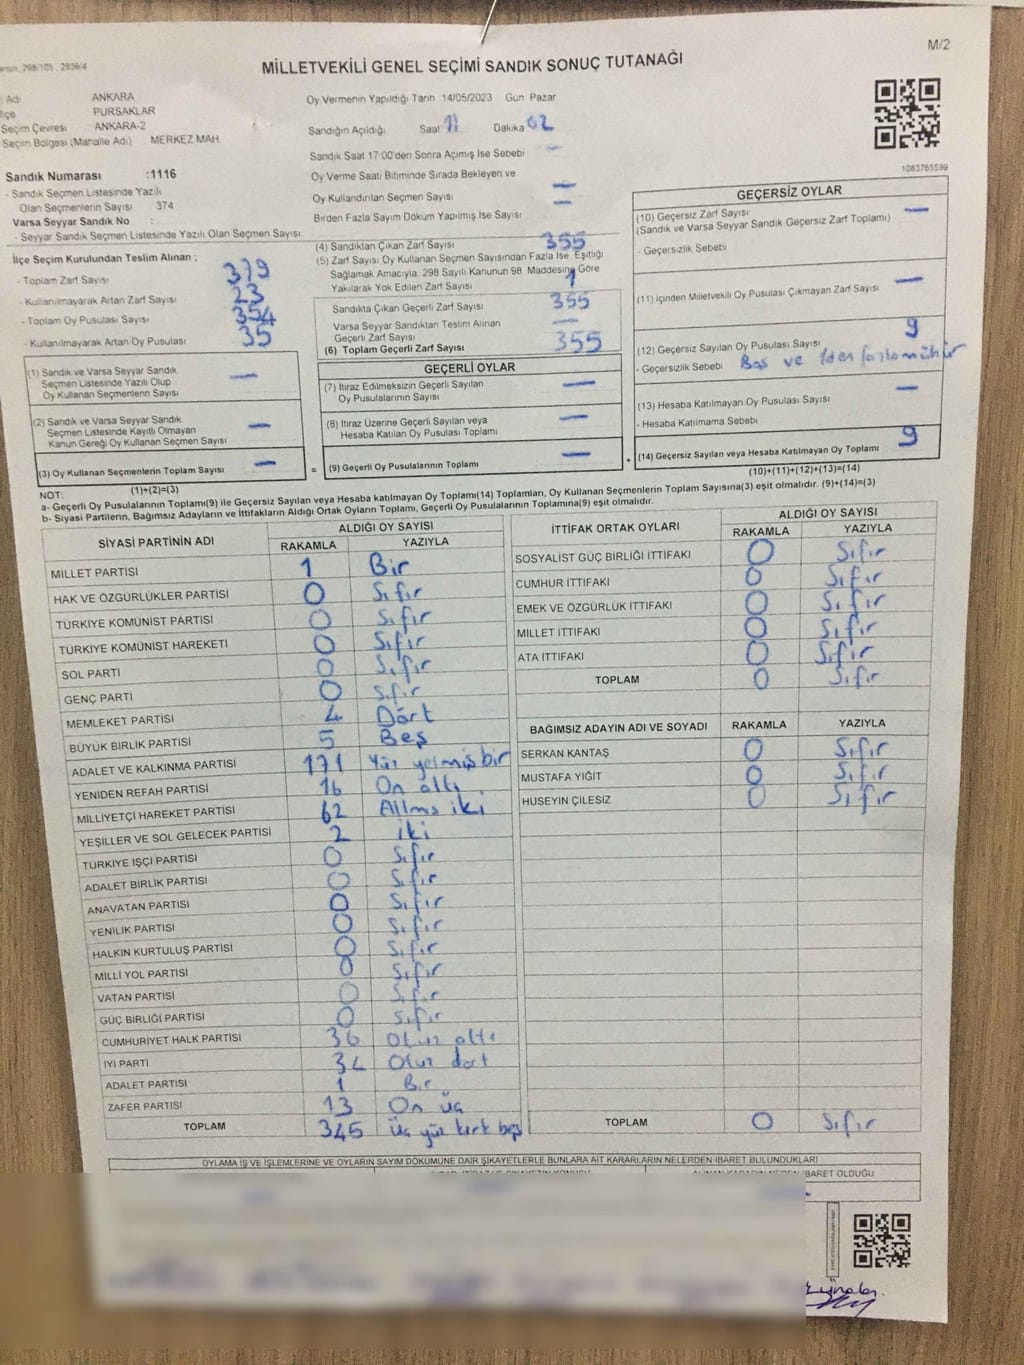 M/2
MİLLETVEKİLİ GENEL SEÇİMİ SANDIK SONUÇ TUTANAĞI
298/105 2839/4
Adı ANKARA
PURSAKLAR
Seçim Çevresi ANKARA-2
Seçim Bölgesi (Mahalle Adı) MERKEZ MAH
Sandık Numarası :1116
- Sandık Seçmen Listesinde Yazılı
Olan Seçmenlerin Sayısı 374
Varsa Seyyar Sandık No :
- Seyyar Sandık Seçmen Listesinde Yazılı Olan Seçmen Sayısı
İlçe Seçim Kurulundan Teslim Alınan ;
- Toplam Zarf Sayısı 379
- Kullanılmayarak Artan Zarf Sayısı 23
- Toplam Oy Pusulası Sayısı 354
- Kullanılmayarak Artan Oy Pusulası 35
Oy Vermenin Yapıldığı Tarih 14/05/2023 Gün Pazar
Sandığın Açıldığı Saat Dakika 02
Sandık Saat 17:00'den Sonra Açımış İse Sebebi —
Oy Verme Saati Bitiminde Sırada Bekleyen ve
Oy Kullandırılan Seçmen Sayısı —
Birden Fazla Sayım Döküm Yapılmış İse Sayısı —
(4) Sandıktan Çıkan Zarf Sayısı 355
(5) Zarf Sayısı Oy Kullanan Seçmen Sayısından Fazla İse Eşitliği
Sağlamak Amacıyla, 298 Sayılı Kanunun 98 Maddesine Göre
Yakılarak Yok Edilen Zarf Sayısı 1
Sandıkta Çıkan Geçerli Zarf Sayısı 355
Varsa Seyyar Sandıktan Teslim Alınan
Geçerli Zarf Sayısı —
(6) Toplam Geçerli Zarf Sayısı 355
1083765599
GEÇERSİZ OYLAR
(10) Geçersiz Zarf Sayısı —
(Sandık ve Varsa Seyyar Sandık Geçersiz Zarf Toplamı)
- Geçersizlik Sebebi
(11) İçinden Milletvekili Oy Pusulası Çıkmayan Zarf Sayısı —
(12) Geçersiz Sayılan Oy Pusulası Sayısı 9
- Geçersizlik Sebebi Boş ve 1den fazla mühür
(13) Hesaba Katılmayan Oy Pusulası Sayısı —
- Hesaba Katılmama Sebebi
(14) Geçersiz Sayılan veya Hesaba Katılmayan Oy Toplamı 9
(10)+(11)+(12)+(13)=(14)
(1) Sandık ve Varsa Seyyar Sandık
Seçmen Listesinde Yazılı Olup
Oy Kullanan Seçmenlerin Sayısı —
(2) Sandık ve Varsa Seyyar Sandık
Seçmen Listesinde Kayıtlı Olmayan
Kanun Gereği Oy Kullanan Seçmen Sayısı —
(3) Oy Kullanan Seçmenlerin Toplam Sayısı —
(1)+(2)=(3)
GEÇERLİ OYLAR
(7) İtiraz Edilmeksizin Geçerli Sayılan
Oy Pusulalarının Sayısı —
(8) İtiraz Üzerine Geçerli Sayılan veya
Hesaba Katılan Oy Pusulası Toplamı —
= (9) Geçerli Oy Pusulalarının Toplamı — +
NOT:
a- Geçerli Oy Pusulalarının Toplamı(9) ile Geçersiz Sayılan veya Hesaba katılmayan Oy Toplamı(14) Toplamları, Oy Kullanan Seçmenlerin Toplam Sayısına(3) eşit olmalıdır. (9)+(14)=(3)
b- Siyasi Partilerin, Bağımsız Adayların ve İttifakların Aldığı Ortak Oyların Toplamı, Geçerli Oy Pusulalarının Toplamına(9) eşit olmalıdır.
SİYASİ PARTİNİN ADI ALDIĞI OY SAYISI
RAKAMLA YAZIYLA
MİLLET PARTİSİ 1 Bir
HAK VE ÖZGÜRLÜKLER PARTİSİ 0 Sıfır
TÜRKİYE KOMÜNİST PARTİSİ 0 Sıfır
TÜRKİYE KOMÜNİST HAREKETİ 0 Sıfır
SOL PARTİ 0 Sıfır
GENÇ PARTİ 0 Sıfır
MEMLEKET PARTİSİ 4 Dört
BÜYÜK BİRLİK PARTİSİ 5 Beş
ADALET VE KALKINMA PARTİSİ 171 Yüz yetmiş bir
YENİDEN REFAH PARTİSİ 16 On altı
MİLLİYETÇİ HAREKET PARTİSİ 62 Altmş iki
YEŞİLLER VE SOL GELECEK PARTİSİ 2 iki
TÜRKİYE İŞÇİ PARTİSİ 0 Sıfır
ADALET BİRLİK PARTİSİ 0 Sıfır
ANAVATAN PARTİSİ 0 Sıfır
YENİLİK PARTİSİ 0 Sıfır
HALKIN KURTULUŞ PARTİSİ 0 Sıfır
MİLLİ YOL PARTİSİ 0 Sıfır
VATAN PARTİSİ 0 Sıfır
GÜÇ BİRLİĞİ PARTİSİ 0 Sıfır
CUMHURİYET HALK PARTİSİ 36 Otuz altı
İYİ PARTİ 34 Otuz dört
ADALET PARTİSİ 1 Bir
ZAFER PARTİSİ 13 On üç
TOPLAM 345 Üç yüz kırk beş
İTTİFAK ORTAK OYLARI ALDIĞI OY SAYISI
RAKAMLA YAZIYLA
SOSYALİST GÜÇ BİRLİĞİ İTTİFAKI 0 Sıfır
CUMHUR İTTİFAKI 0 Sıfır
EMEK VE ÖZGÜRLÜK İTTİFAKI 0 Sıfır
MİLLET İTTİFAKI 0 Sıfır
ATA İTTİFAKI 0 Sıfır
TOPLAM 0 Sıfır
BAĞIMSIZ ADAYIN ADI VE SOYADI RAKAMLA YAZIYLA
SERKAN KANTAŞ 0 Sıfır
MUSTAFA YİĞİT 0 Sıfır
HÜSEYİN ÇİLESİZ 0 Sıfır
TOPLAM 0 Sıfır
OYLAMA İŞ VE İŞLEMLERİNE VE OYLARIN SAYIM DÖKÜMÜNE DAİR ŞİKAYETLERLE BUNLARA AİT KARARLARIN NELERDEN İBARET BULUNDUKLARI
İBARET OLDUĞU